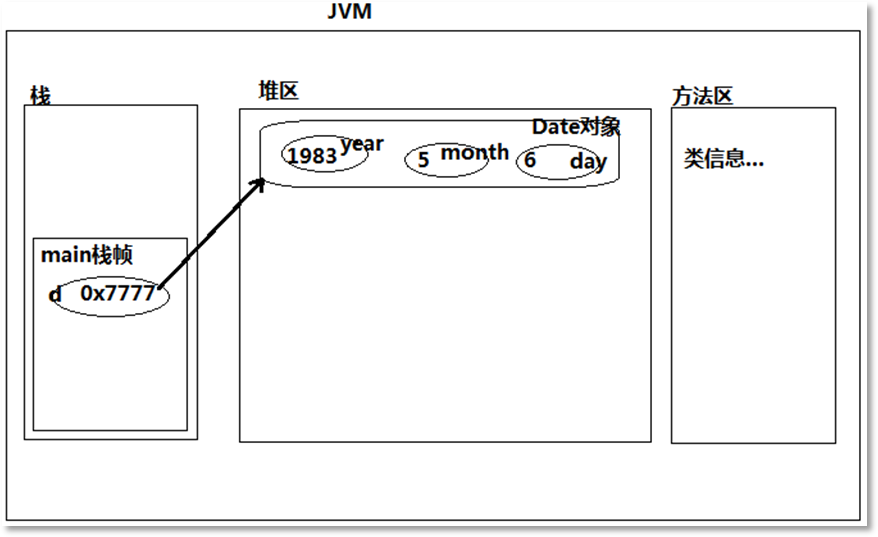 JVM
栈
堆区
方法区
Date对象
1983 year
5 month
6 day
类信息...
main栈帧
d 0x7777